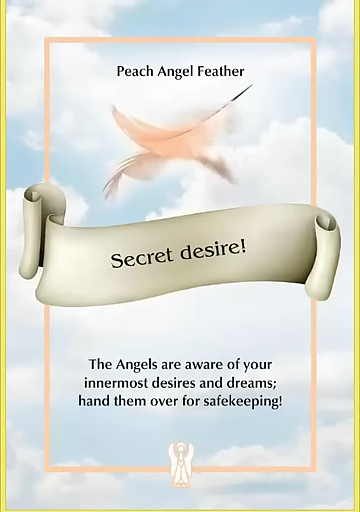 Peach Angel Feather
Secret desire!
The Angels are aware of your
innermost desires and dreams;
hand them over for safekeeping!